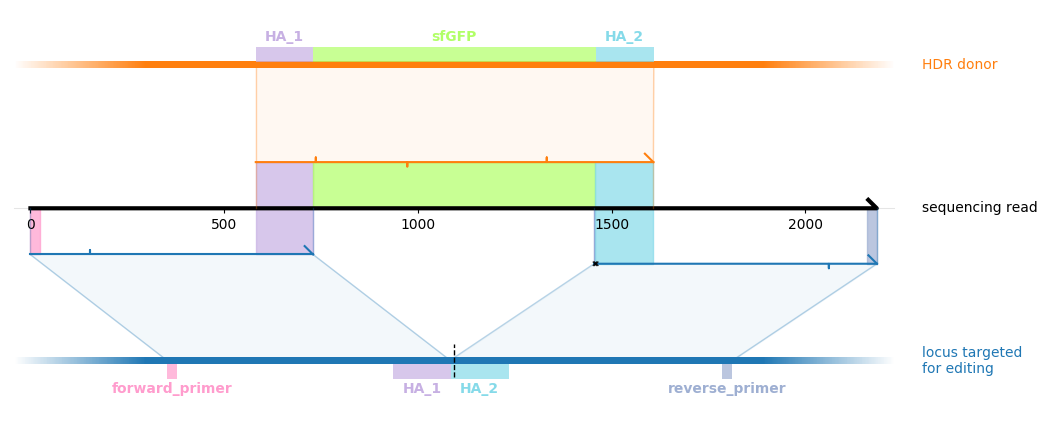 HA_1 sfGFP HA_2
HDR donor
sequencing read
0 500 1000 1500 2000
locus targeted
for editing
forward_primer HA_1 HA_2 reverse_primer